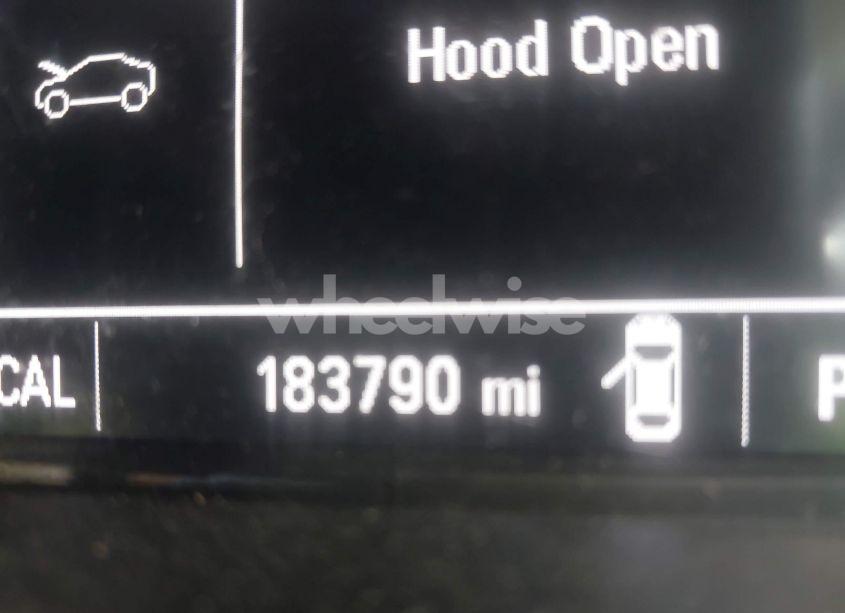 Hood Open
wheelwise
CAL
183790 mi
P